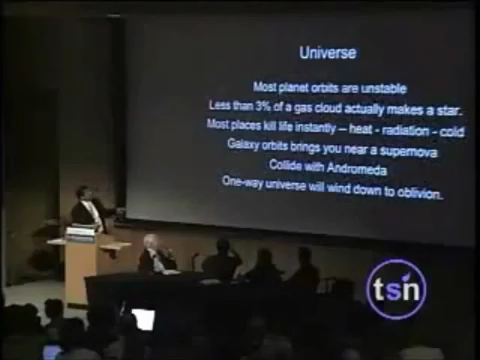 Universe
Most planet orbits are unstable
Less than 3% of a gas cloud actually makes a star.
Most places kill life instantly – heat - radiation - cold
Galaxy orbits brings you near a supernova
Collide with Andromeda
One-way universe will wind down to oblivion.
tsn